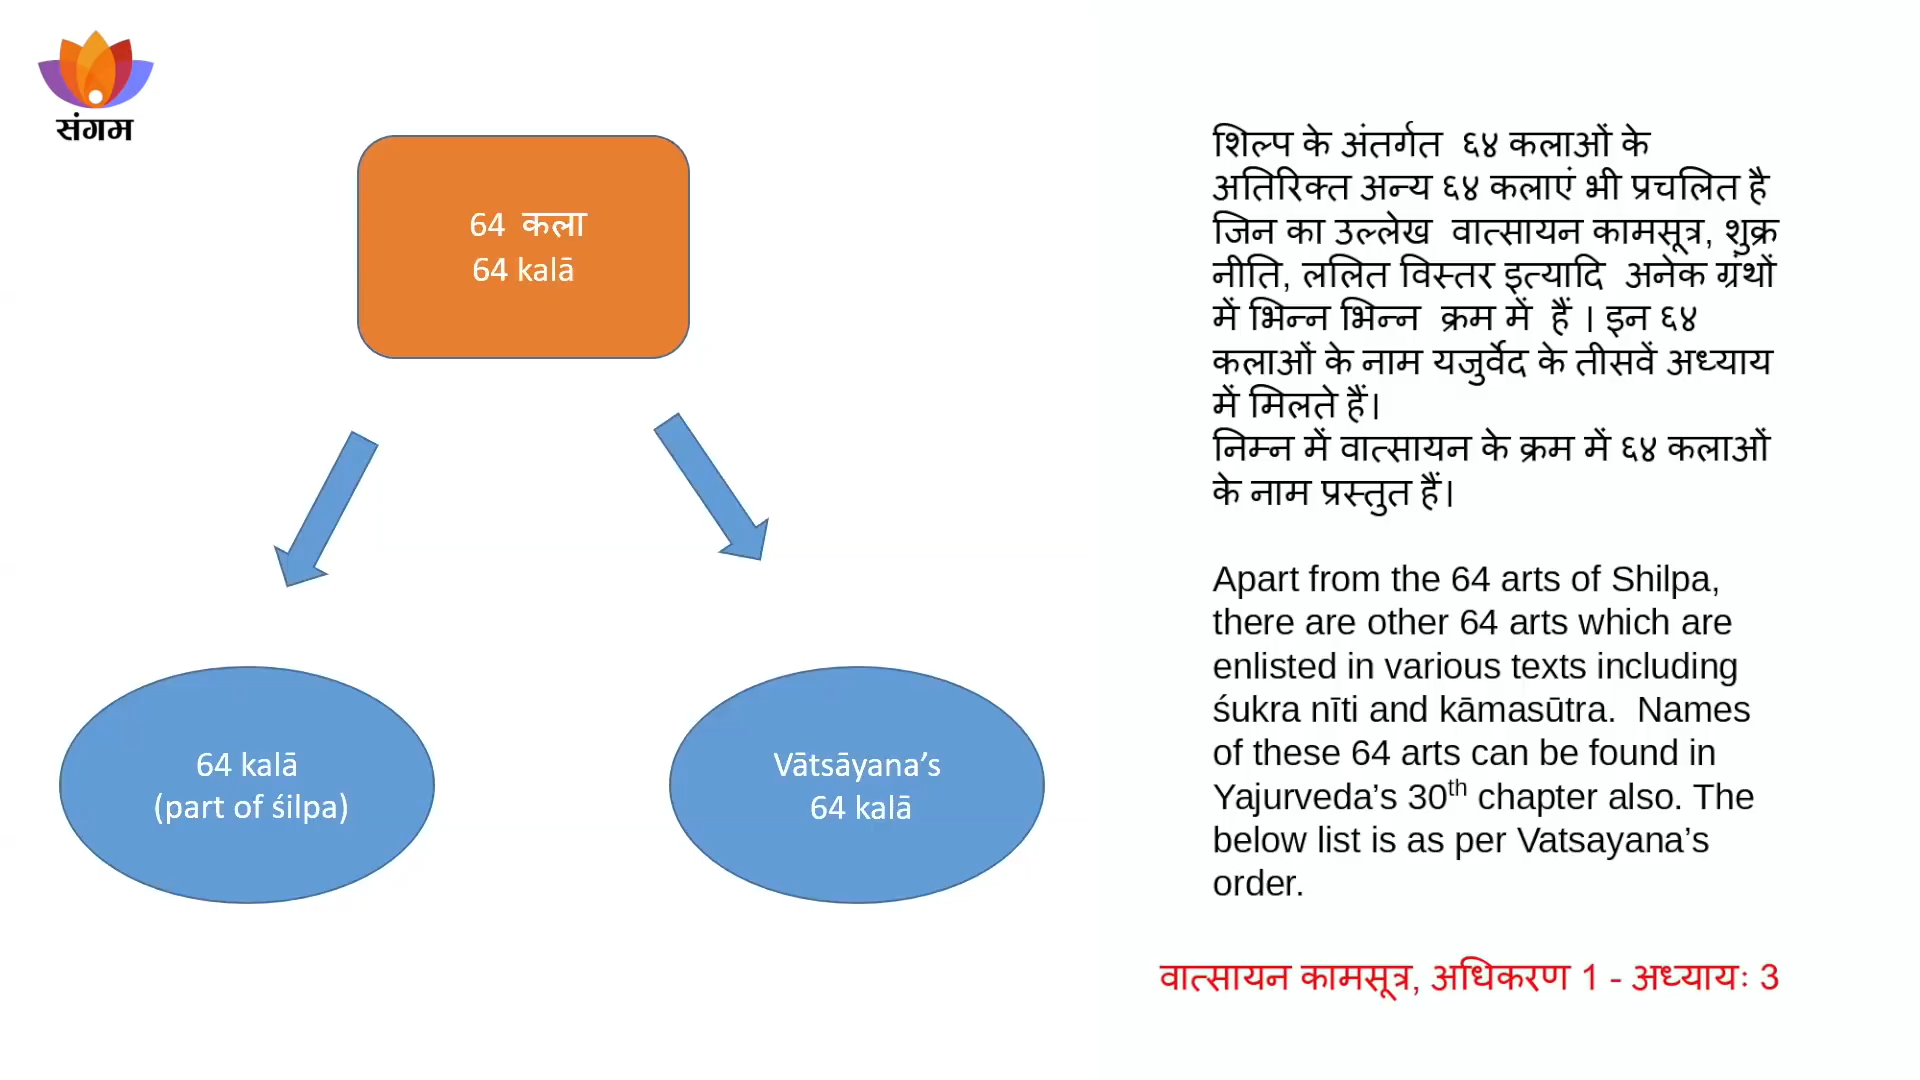 संगम
64 कला
64 kalā
64 kalā
(part of śilpa)
Vātsāyana’s
64 kalā
शिल्प के अंतर्गत ६४ कलाओं के
अतिरिक्त अन्य ६४ कलाएं भी प्रचलित है
जिन का उल्लेख वात्सायन कामसूत्र, शुक्र
नीति, ललित विस्तर इत्यादि अनेक ग्रंथों
में भिन्न भिन्न क्रम में हैं । इन ६४
कलाओं के नाम यजुर्वेद के तीसवें अध्याय
में मिलते हैं।
निम्न में वात्सायन के क्रम में ६४ कलाओं
के नाम प्रस्तुत हैं।
Apart from the 64 arts of Shilpa,
there are other 64 arts which are
enlisted in various texts including
śukra nīti and kāmasūtra. Names
of these 64 arts can be found in
Yajurveda’s 30th chapter also. The
below list is as per Vatsayana’s
order.
वात्सायन कामसूत्र, अधिकरण 1 - अध्यायः 3